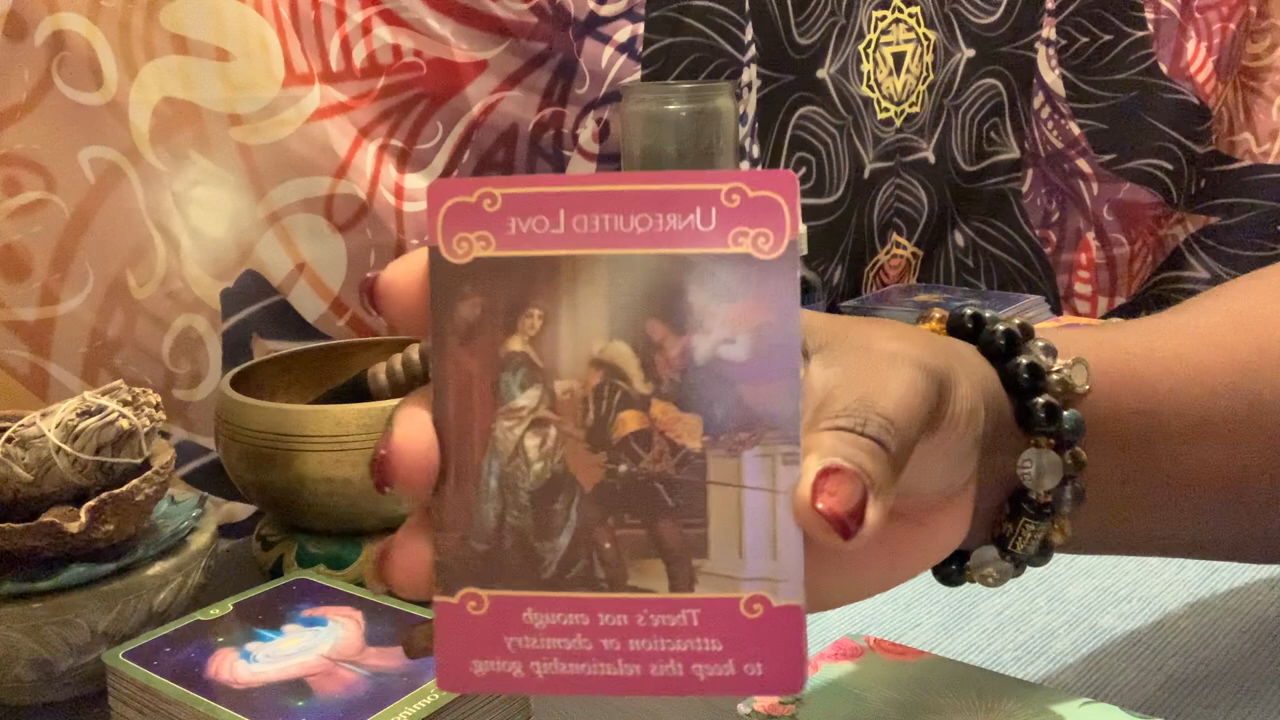 UNREQUITED LOVE
There's not enough
attraction or chemistry
to keep this relationship going.